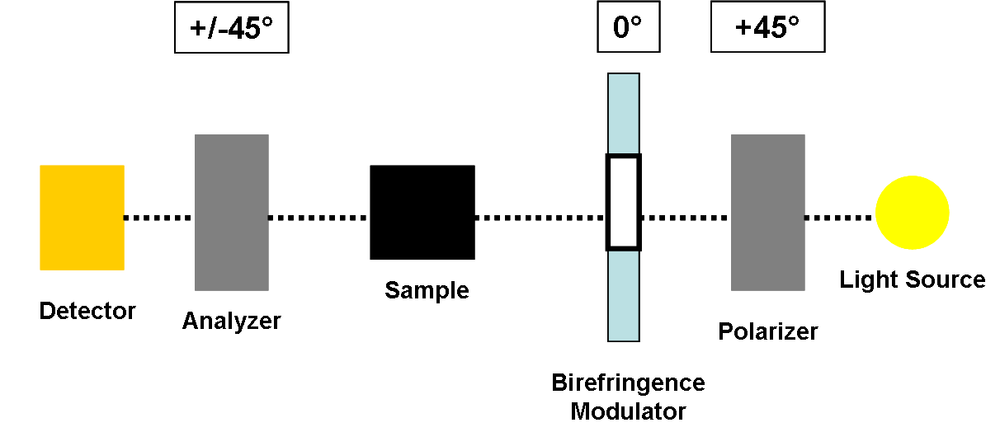 +/-45°
0°
+45°
Detector
Analyzer
Sample
Birefringence
Modulator
Polarizer
Light Source